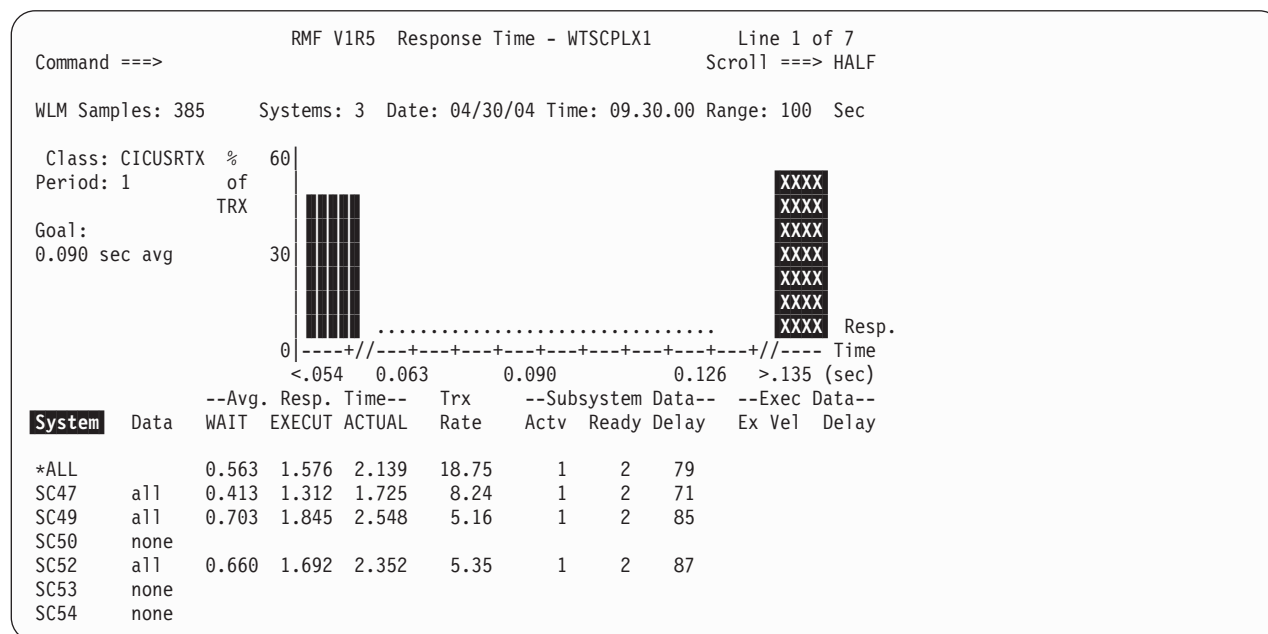 RMF V1R5 Response Time - WTSCPLX1 Line 1 of 7
Command ===> Scroll ===> HALF
WLM Samples: 385 Systems: 3 Date: 04/30/04 Time: 09.30.00 Range: 100 Sec
Class: CICUSRTX % 60|
Period: 1 of | XXXX
TRX | XXXX
Goal: | XXXX
0.090 sec avg 30| XXXX
| XXXX
| XXXX
| ................................ XXXX Resp.
0|----+//---+---+---+---+---+---+---+---+---+//---- Time
<.054 0.063 0.090 0.126 >.135 (sec)
--Avg. Resp. Time-- Trx --Subsystem Data-- --Exec Data--
System Data WAIT EXECUT ACTUAL Rate Actv Ready Delay Ex Vel Delay
*ALL 0.563 1.576 2.139 18.75 1 2 79
SC47 all 0.413 1.312 1.725 8.24 1 2 71
SC49 all 0.703 1.845 2.548 5.16 1 2 85
SC50 none
SC52 all 0.660 1.692 2.352 5.35 1 2 87
SC53 none
SC54 none